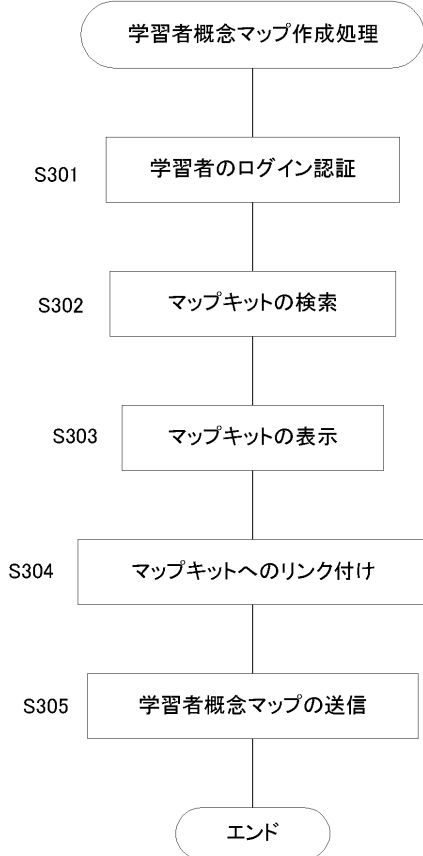 学習者概念マップ作成処理
S301
学習者のログイン認証
S302
マップキットの検索
S303
マップキットの表示
S304
マップキットへのリンク付け
S305
学習者概念マップの送信
エンド